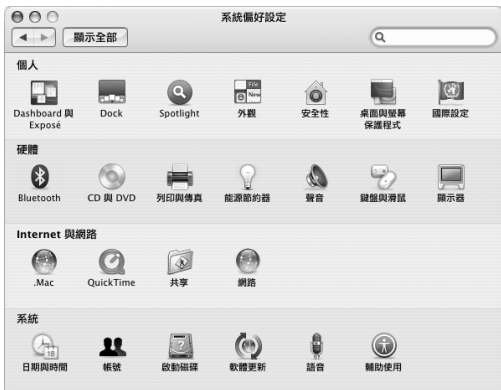 系統偏好設定
顯示全部
個人
Dashboard 與 Exposé
Dock
Spotlight
File
New
外觀
安全性
桌面與螢幕保護程式
國際設定
硬體
Bluetooth
CD 與 DVD
列印與傳真
能源節約器
聲音
鍵盤與滑鼠
顯示器
Internet 與網路
.Mac
QuickTime
共享
網路
系統
18
日期與時間
帳號
啟動磁碟
軟體更新
語音
輔助使用